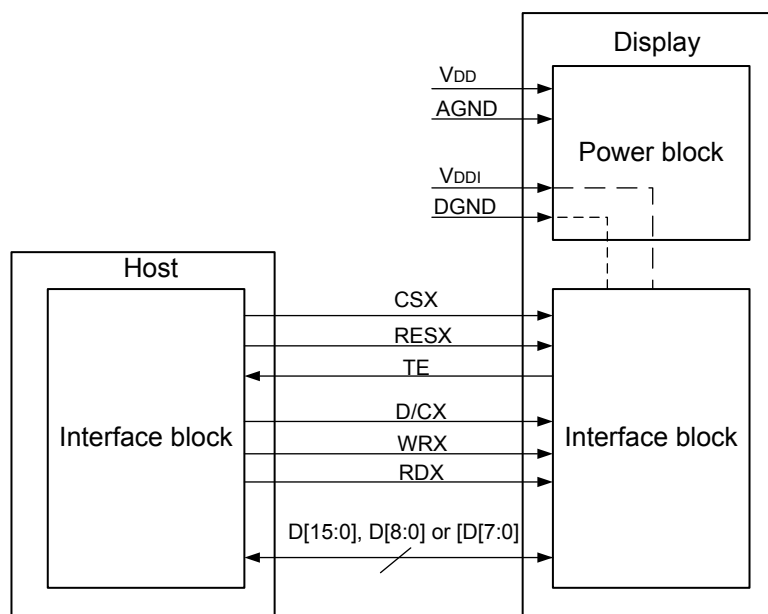 Display
VDD
AGND
Power block
VDDI
DGND
Host
CSX
RESX
TE
D/CX
Interface block
Interface block
WRX
RDX
D[15:0], D[8:0] or [D[7:0]